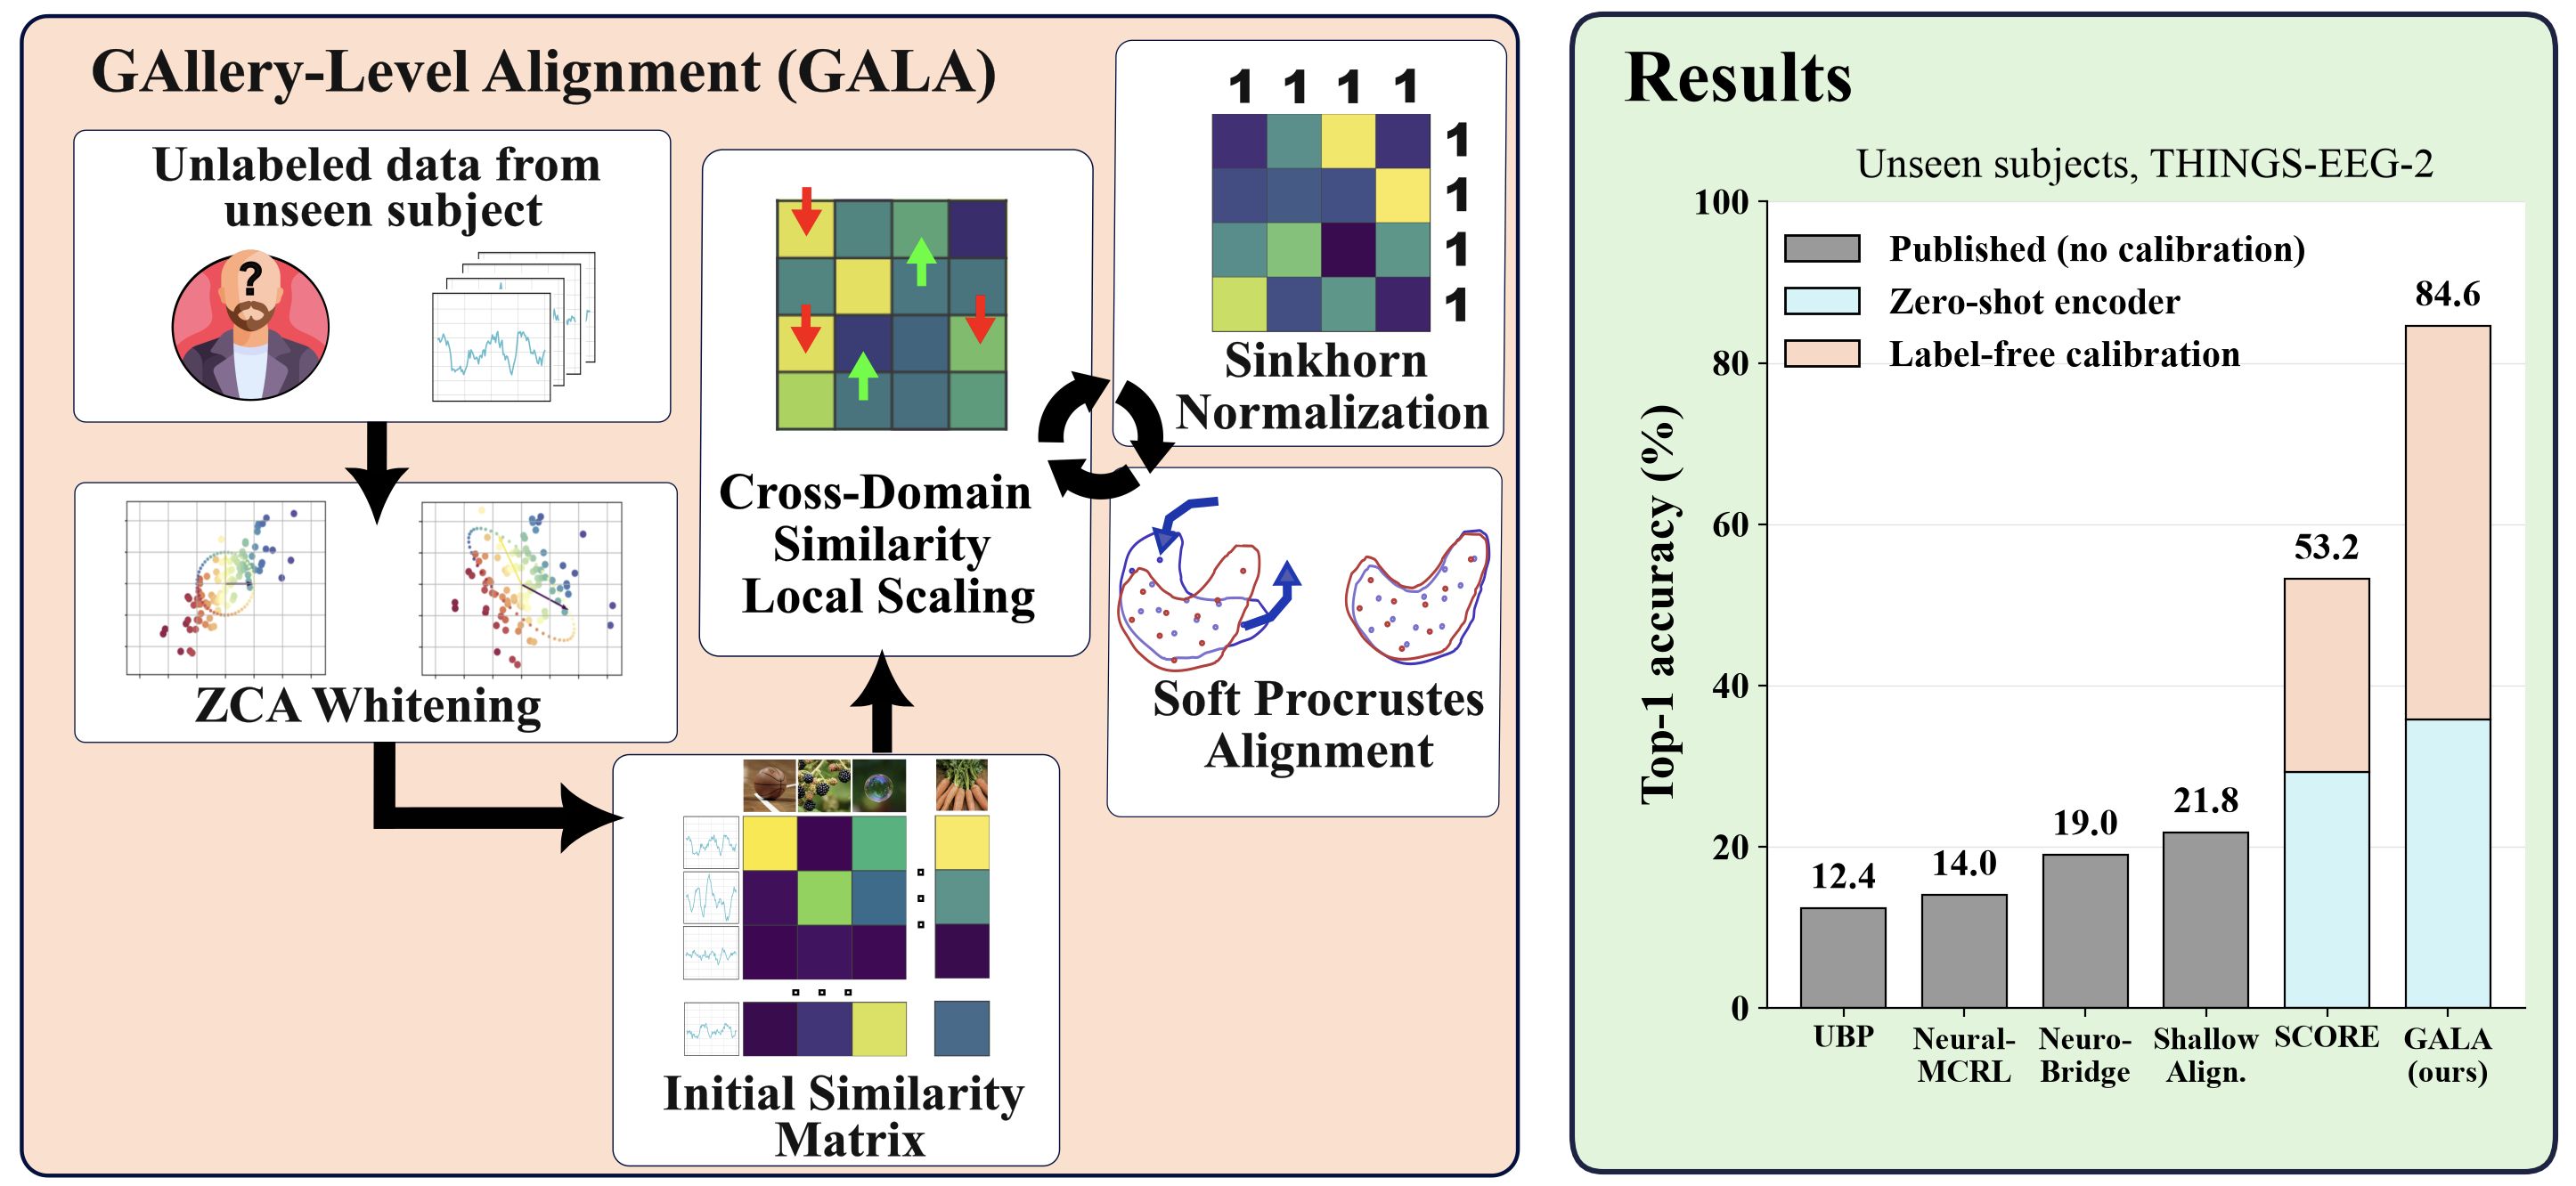 GAllery-Level Alignment (GALA)
Unlabeled data from
unseen subject
?
ZCA Whitening
Initial Similarity
Matrix
Cross-Domain
Similarity
Local Scaling
1 1 1 1
1
1
1
1
Sinkhorn
Normalization
Soft Procrustes
Alignment
Results
Unseen subjects, THINGS-EEG-2
Published (no calibration)
Zero-shot encoder
Label-free calibration
Top-1 accuracy (%)
100
80
60
40
20
0
12.4
14.0
19.0
21.8
53.2
84.6
UBP
Neural-
MCRL
Neuro-
Bridge
Shallow
Align.
SCORE
GALA
(ours)